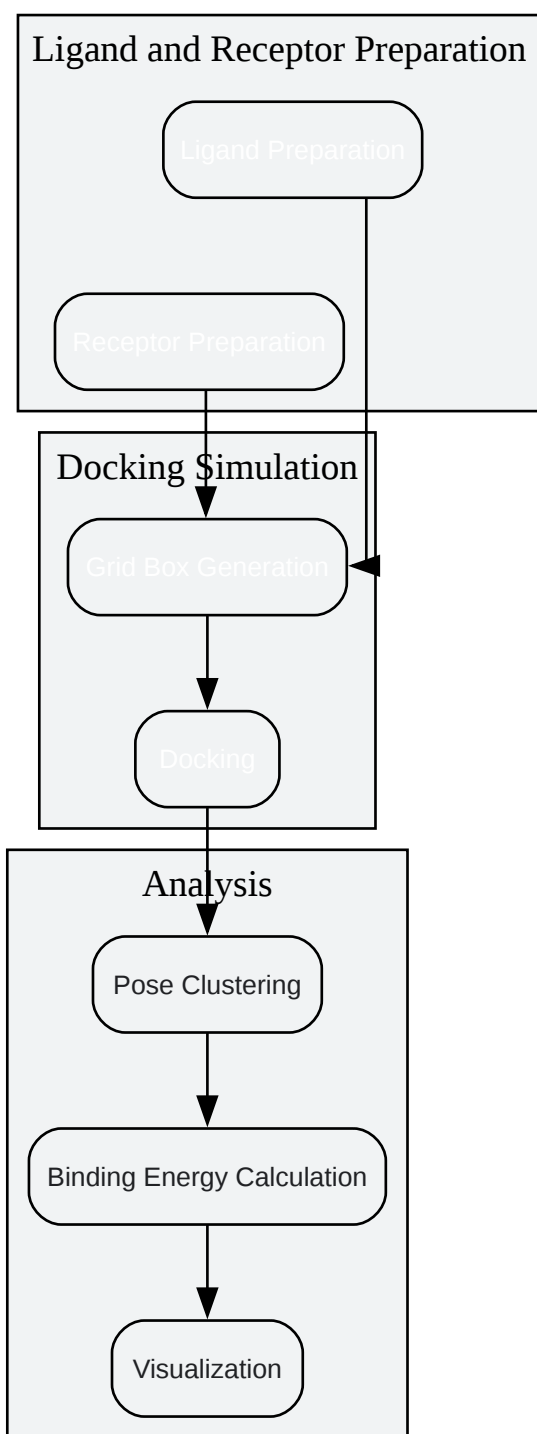 Ligand and Receptor Preparation
Ligand Preparation
Receptor Preparation
Docking Simulation
Grid Box Generation
Docking
Analysis
Pose Clustering
Binding Energy Calculation
Visualization